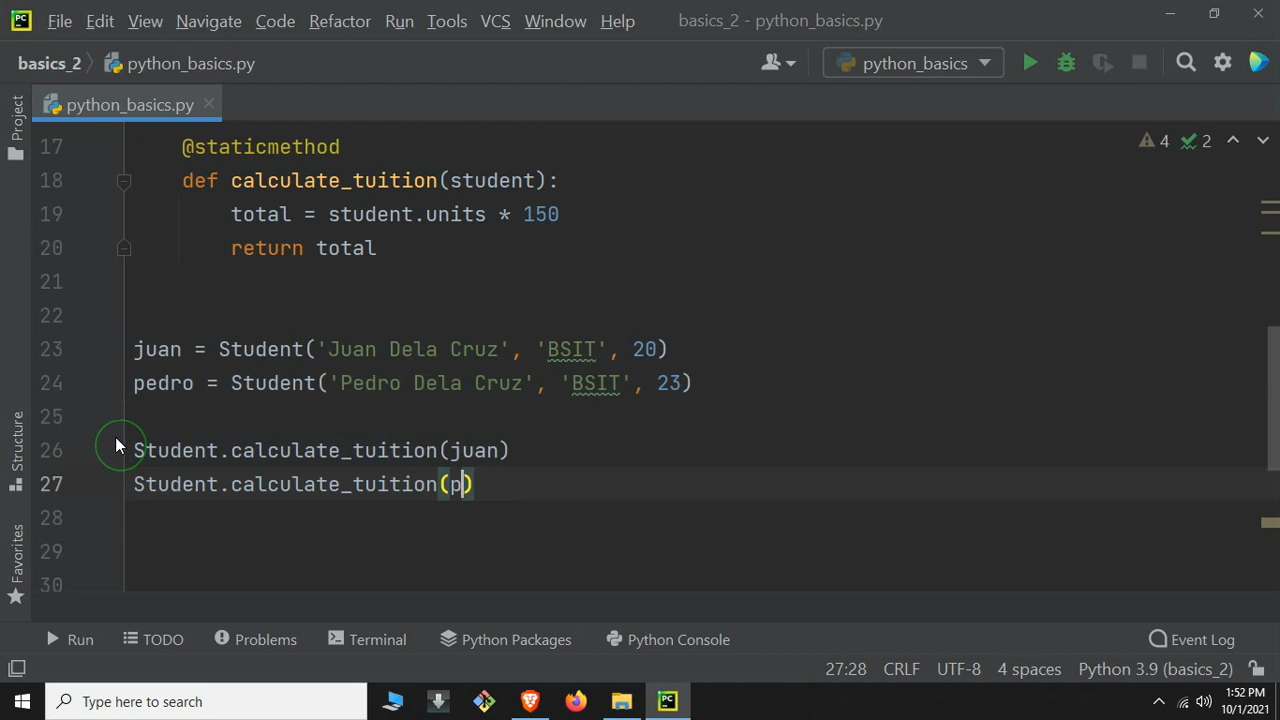 PC File Edit View Navigate Code Refactor Run Tools VCS Window Help basics_2 - python_basics.py
basics_2 python_basics.py python_basics
python_basics.py
Project
Structure
Favorites
4 2
17 @staticmethod
18 def calculate_tuition(student):
19 total = student.units * 150
20 return total
21
22
23 juan = Student('Juan Dela Cruz', 'BSIT', 20)
24 pedro = Student('Pedro Dela Cruz', 'BSIT', 23)
25
26 Student.calculate_tuition(juan)
27 Student.calculate_tuition(p)
28
29
30
Run TODO Problems Terminal Python Packages Python Console Event Log
27:28 CRLF UTF-8 4 spaces Python 3.9 (basics_2)
Type here to search PC 1:52 PM
10/1/2021